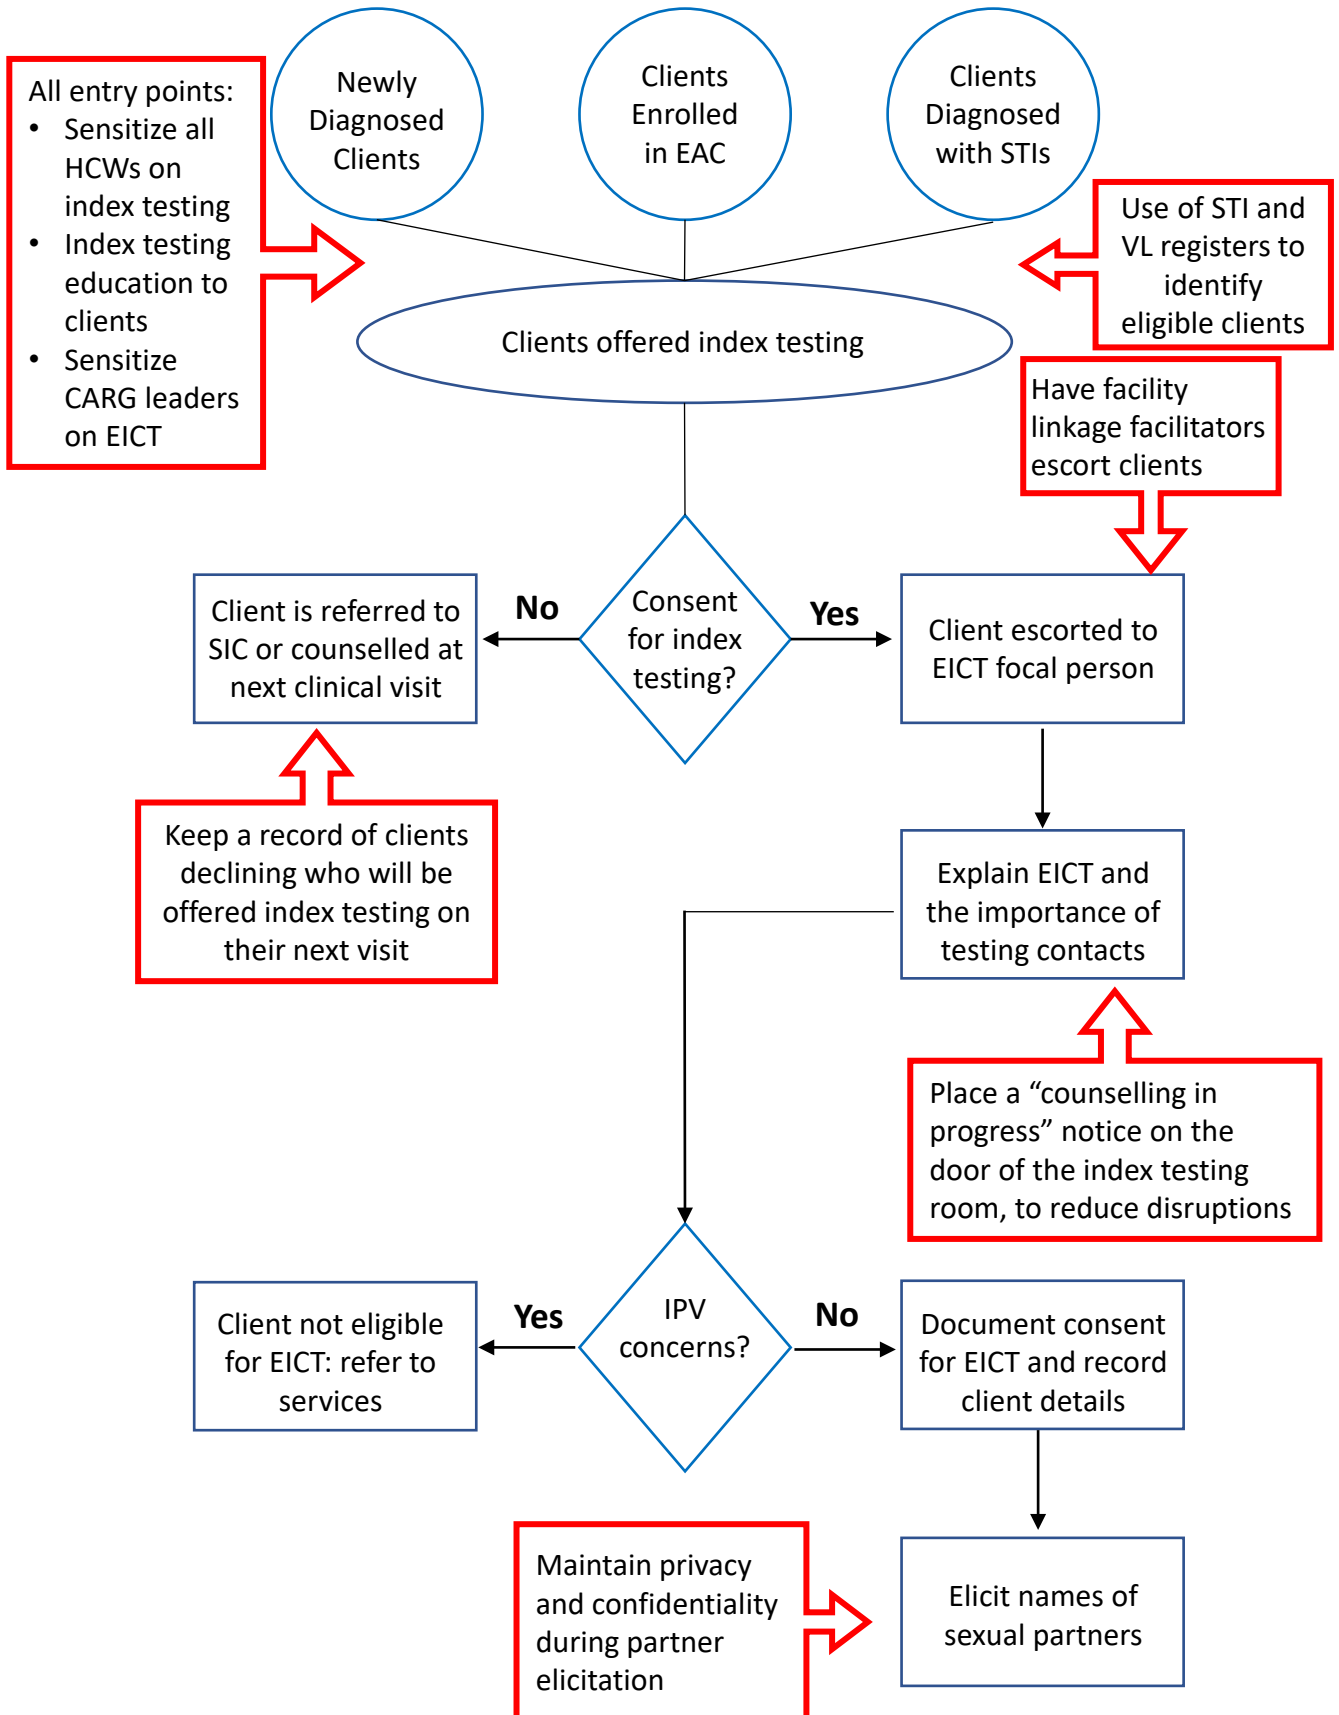 Newly
Diagnosed
Clients
Clients
Enrolled
in EAC
Clients
Diagnosed
with STIs
All entry points:
• Sensitize all
HCWs on
index testing
• Index testing
education to
clients
• Sensitize
CARG leaders
on EICT
Use of STI and
VL registers to
identify
eligible clients
Clients offered index testing
Have facility
linkage facilitators
escort clients
Client is referred to
SIC or counselled at
next clinical visit
No
Consent
for index
testing?
Yes
Client escorted to
EICT focal person
Keep a record of clients
declining who will be
offered index testing on
their next visit
Explain EICT and
the importance of
testing contacts
Place a “counselling in
progress” notice on the
door of the index testing
room, to reduce disruptions
Client not eligible
for EICT: refer to
services
Yes
IPV
concerns?
No
Document consent
for EICT and record
client details
Maintain privacy
and confidentiality
during partner
elicitation
Elicit names of
sexual partners